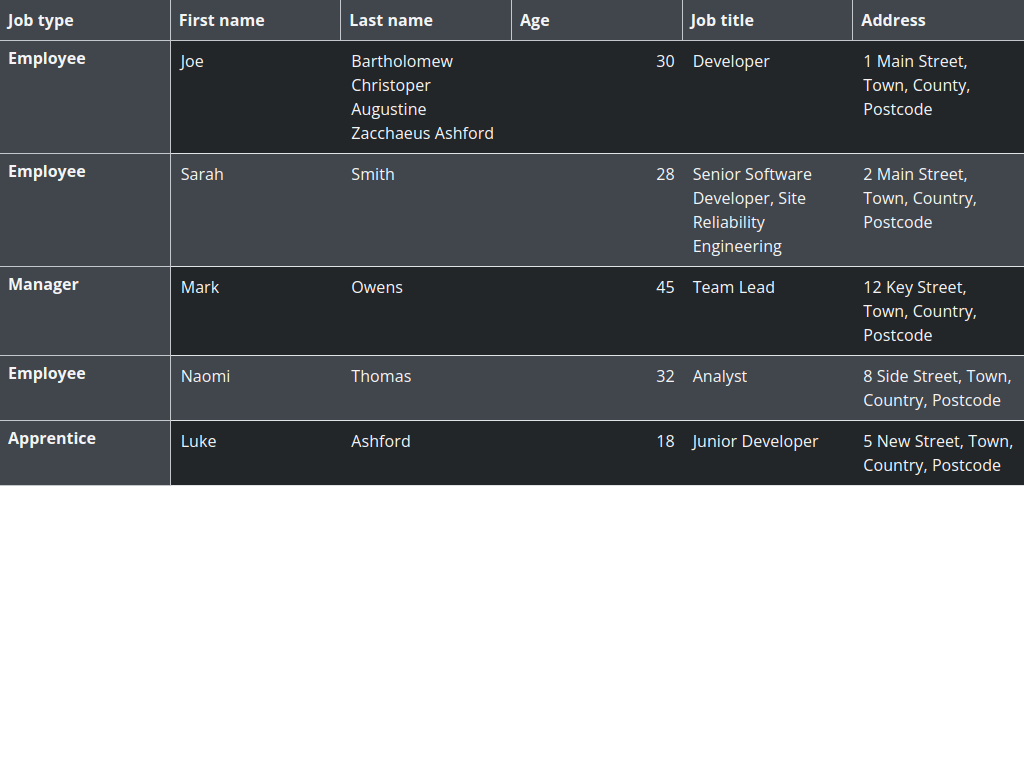 Job type First name Last name Age Job title Address
Employee Joe Bartholomew 30 Developer 1 Main Street,
Christoper Town, County,
Augustine Postcode
Zacchaeus Ashford
Employee Sarah Smith 28 Senior Software 2 Main Street,
Developer, Site Town, Country,
Reliability Postcode
Engineering
Manager Mark Owens 45 Team Lead 12 Key Street,
Town, Country,
Postcode
Employee Naomi Thomas 32 Analyst 8 Side Street, Town,
Country, Postcode
Apprentice Luke Ashford 18 Junior Developer 5 New Street, Town,
Country, Postcode